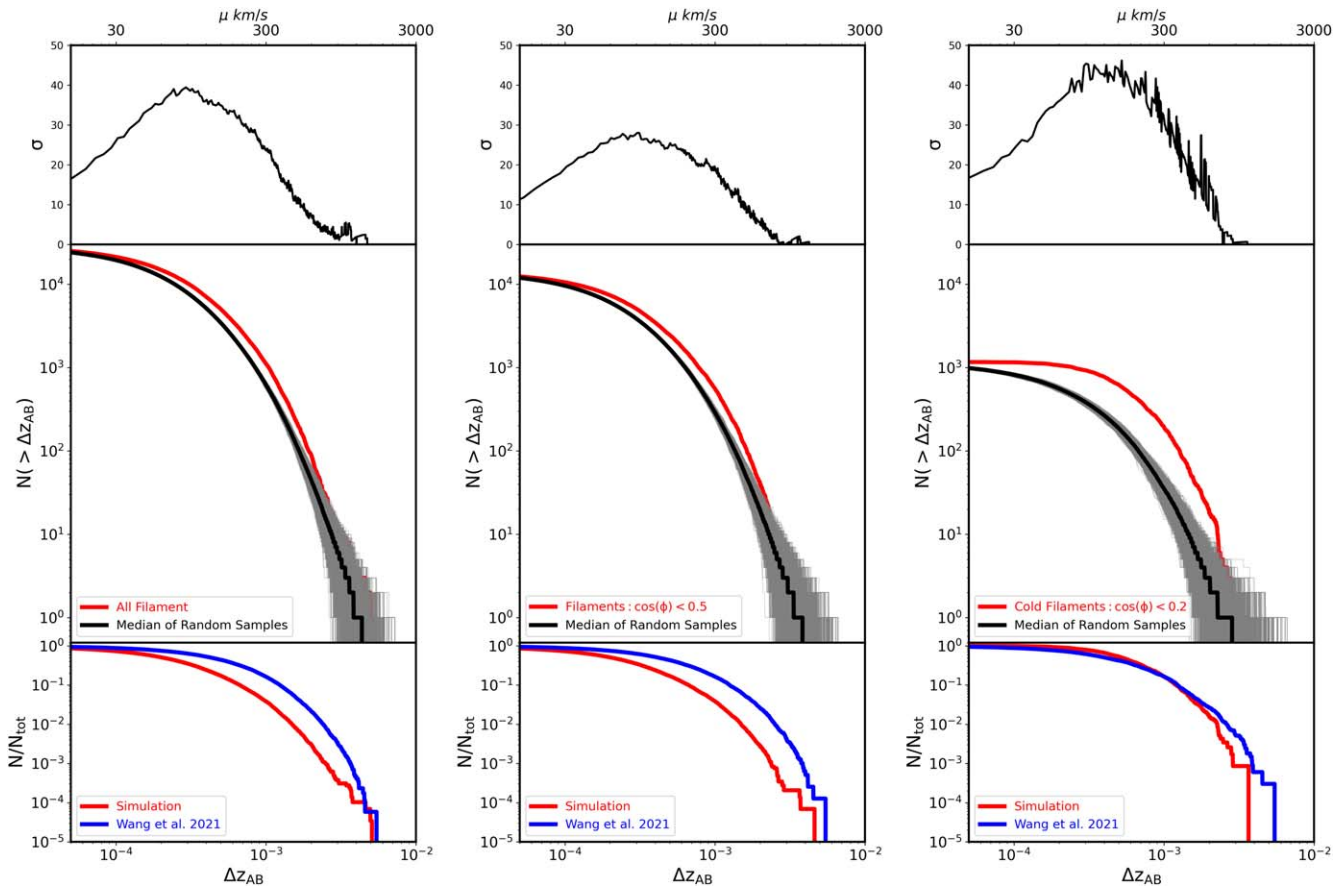 μ km/s
30 300 3000
μ km/s
30 300 3000
μ km/s
30 300 3000
50
40
30
20
10
0
σ
50
40
30
20
10
0
σ
50
40
30
20
10
0
σ
10⁴
10³
10²
10¹
10⁰
N( > Δz_AB)
All Filament
Median of Random Samples
10⁴
10³
10²
10¹
10⁰
N( > Δz_AB)
Filaments : cos(ϕ) < 0.5
Median of Random Samples
10⁴
10³
10²
10¹
10⁰
N( > Δz_AB)
Cold Filaments : cos(ϕ) < 0.2
Median of Random Samples
10⁰
10⁻¹
10⁻²
10⁻³
10⁻⁴
10⁻⁵
N/N_tot
Simulation
Wang et al. 2021
10⁻⁴ 10⁻³ 10⁻²
Δz_AB
10⁰
10⁻¹
10⁻²
10⁻³
10⁻⁴
10⁻⁵
N/N_tot
Simulation
Wang et al. 2021
10⁻⁴ 10⁻³ 10⁻²
Δz_AB
10⁰
10⁻¹
10⁻²
10⁻³
10⁻⁴
10⁻⁵
N/N_tot
Simulation
Wang et al. 2021
10⁻⁴ 10⁻³ 10⁻²
Δz_AB